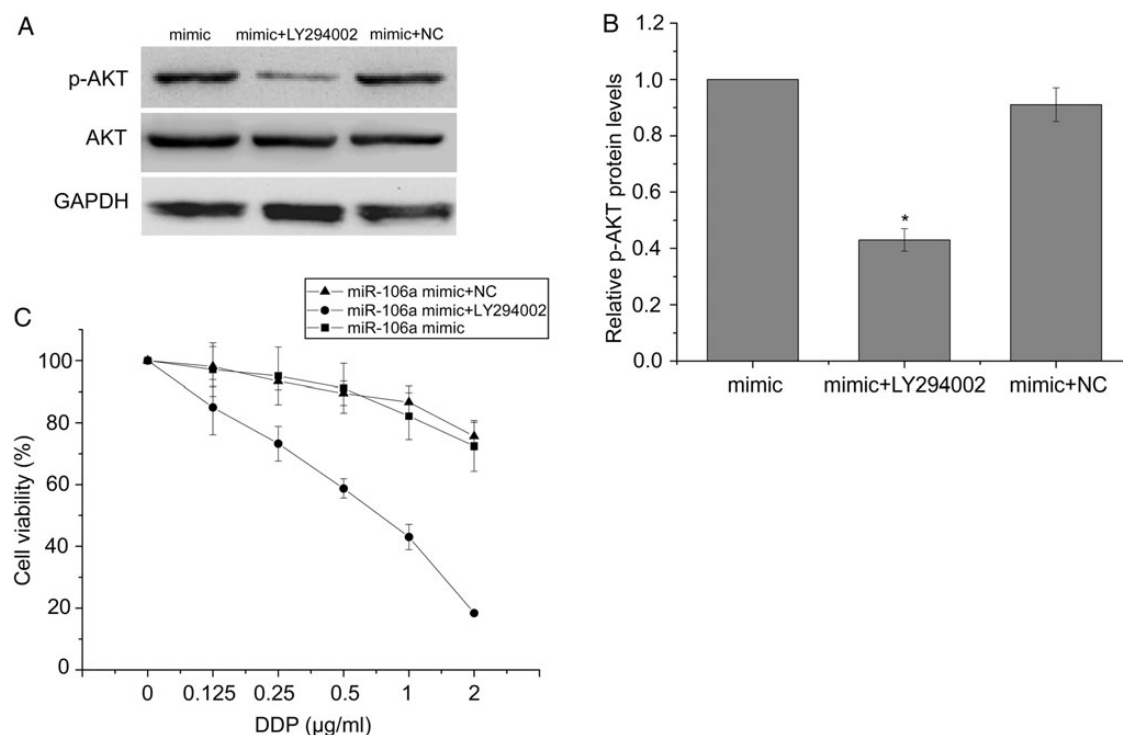 A
mimic mimic+LY294002 mimic+NC
p-AKT
AKT
GAPDH
B
Relative p-AKT protein levels
1.2
1.0
0.8
0.6
0.4
0.2
0.0
*
mimic mimic+LY294002 mimic+NC
C
miR-106a mimic+NC
miR-106a mimic+LY294002
miR-106a mimic
Cell viability (%)
100
80
60
40
20
0
0 0.125 0.25 0.5 1 2
DDP (μg/ml)